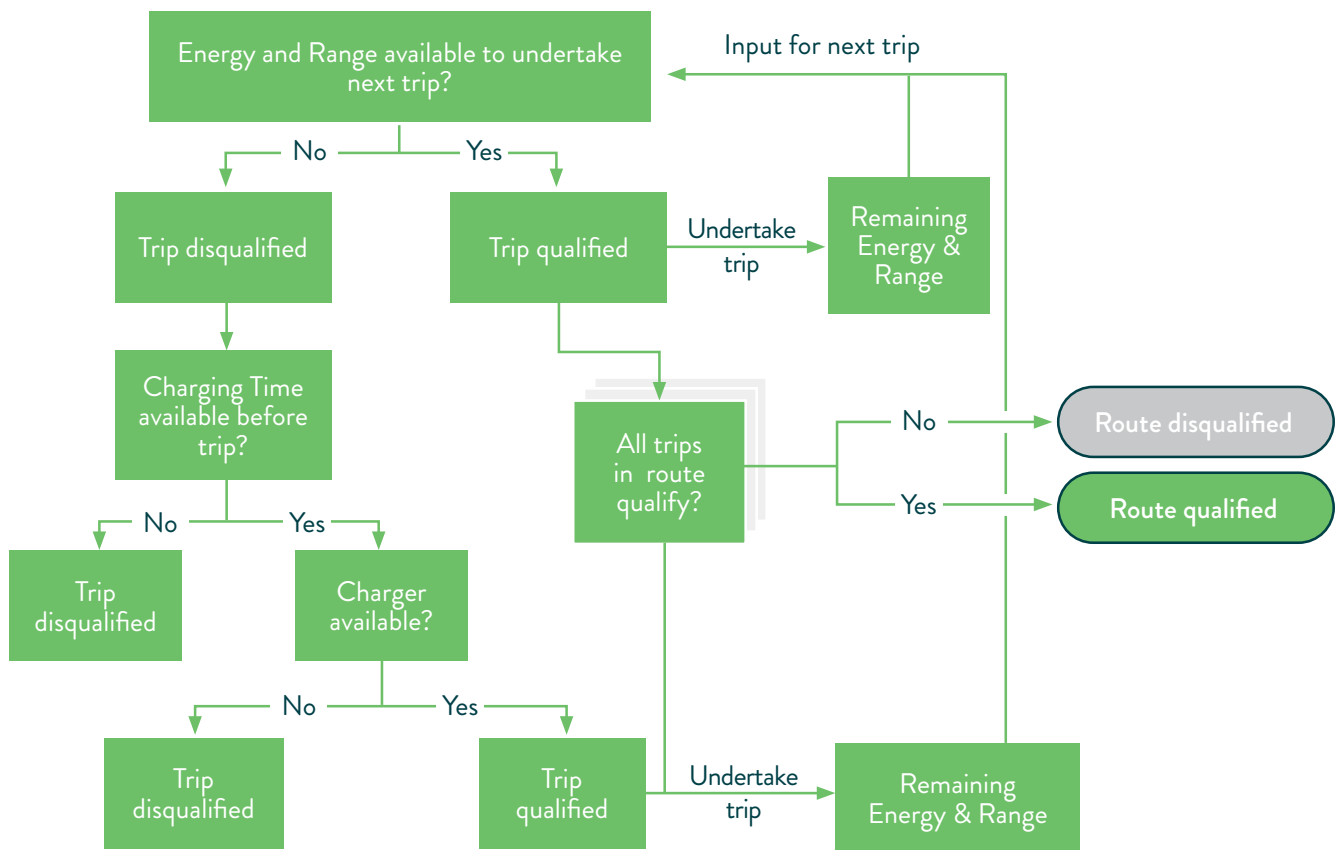 Energy and Range available to undertake
next trip?
Input for next trip
No
Yes
Trip disqualified
Trip qualified
Undertake
trip
Remaining
Energy &
Range
Charging Time
available before
trip?
All trips
in route
qualify?
No
Route disqualified
Yes
Route qualified
No
Yes
Trip
disqualified
Charger
available?
No
Yes
Trip
disqualified
Trip
qualified
Undertake
trip
Remaining
Energy & Range